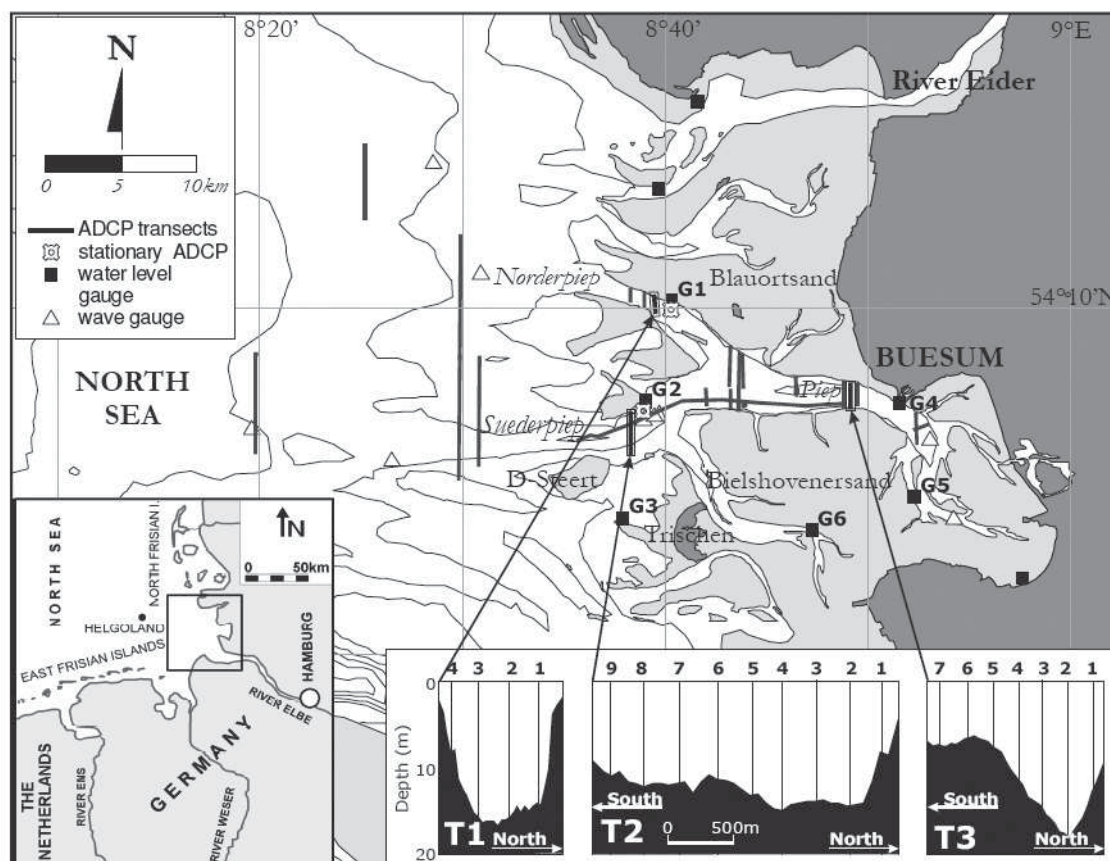 8°20'
8°40'
9°E
N
0
5
10 km
ADCP transects
stationary ADCP
water level
gauge
wave gauge
River Eider
Norderpiep
Blauortsand
G1
54°10'N
NORTH
SEA
BUESUM
G2
Piep
G4
Suederpiep
D-Steert
Bielshovenersand
G5
G3
Trischen
G6
NORTH SEA
NORTH FRISIAN I.
N
0 50km
HELGOLAND
EAST FRISIAN ISLANDS
HAMBURG
RIVER ELBE
GERMANY
THE
NETHERLANDS
RIVER EMS
RIVER WESER
Depth (m)
0
10
20
4 3 2 1
T1
North
9 8 7 6 5 4 3 2 1
South
T2
0 500m
North
7 6 5 4 3 2 1
South
T3
North